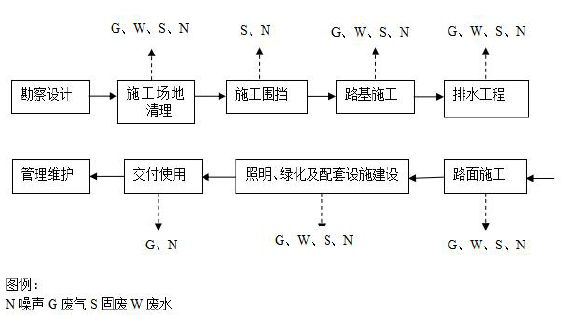 G、W、S、N
S、N
G、W、S、N
G、W、S、N
勘察设计
施工场地
清理
施工围挡
路基施工
排水工程
管理维护
交付使用
照明、绿化及配套设施建设
路面施工
G、N
G、W、S、N
G、W、S、N
图例：
N 噪声 G 废气 S 固废 W 废水